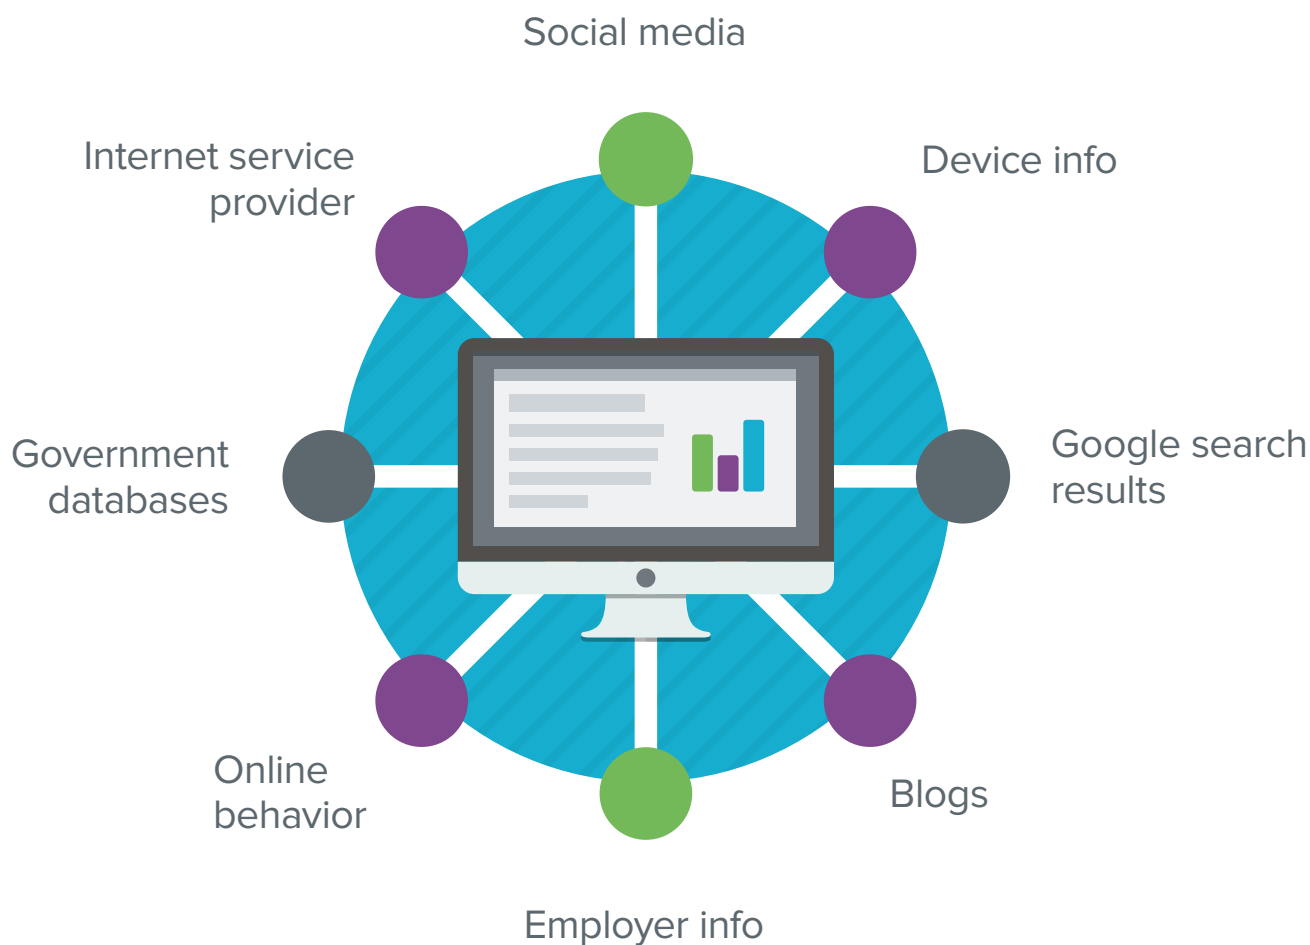 Social media
Internet service
provider
Device info
Government
databases
Google search
results
Online
behavior
Blogs
Employer info